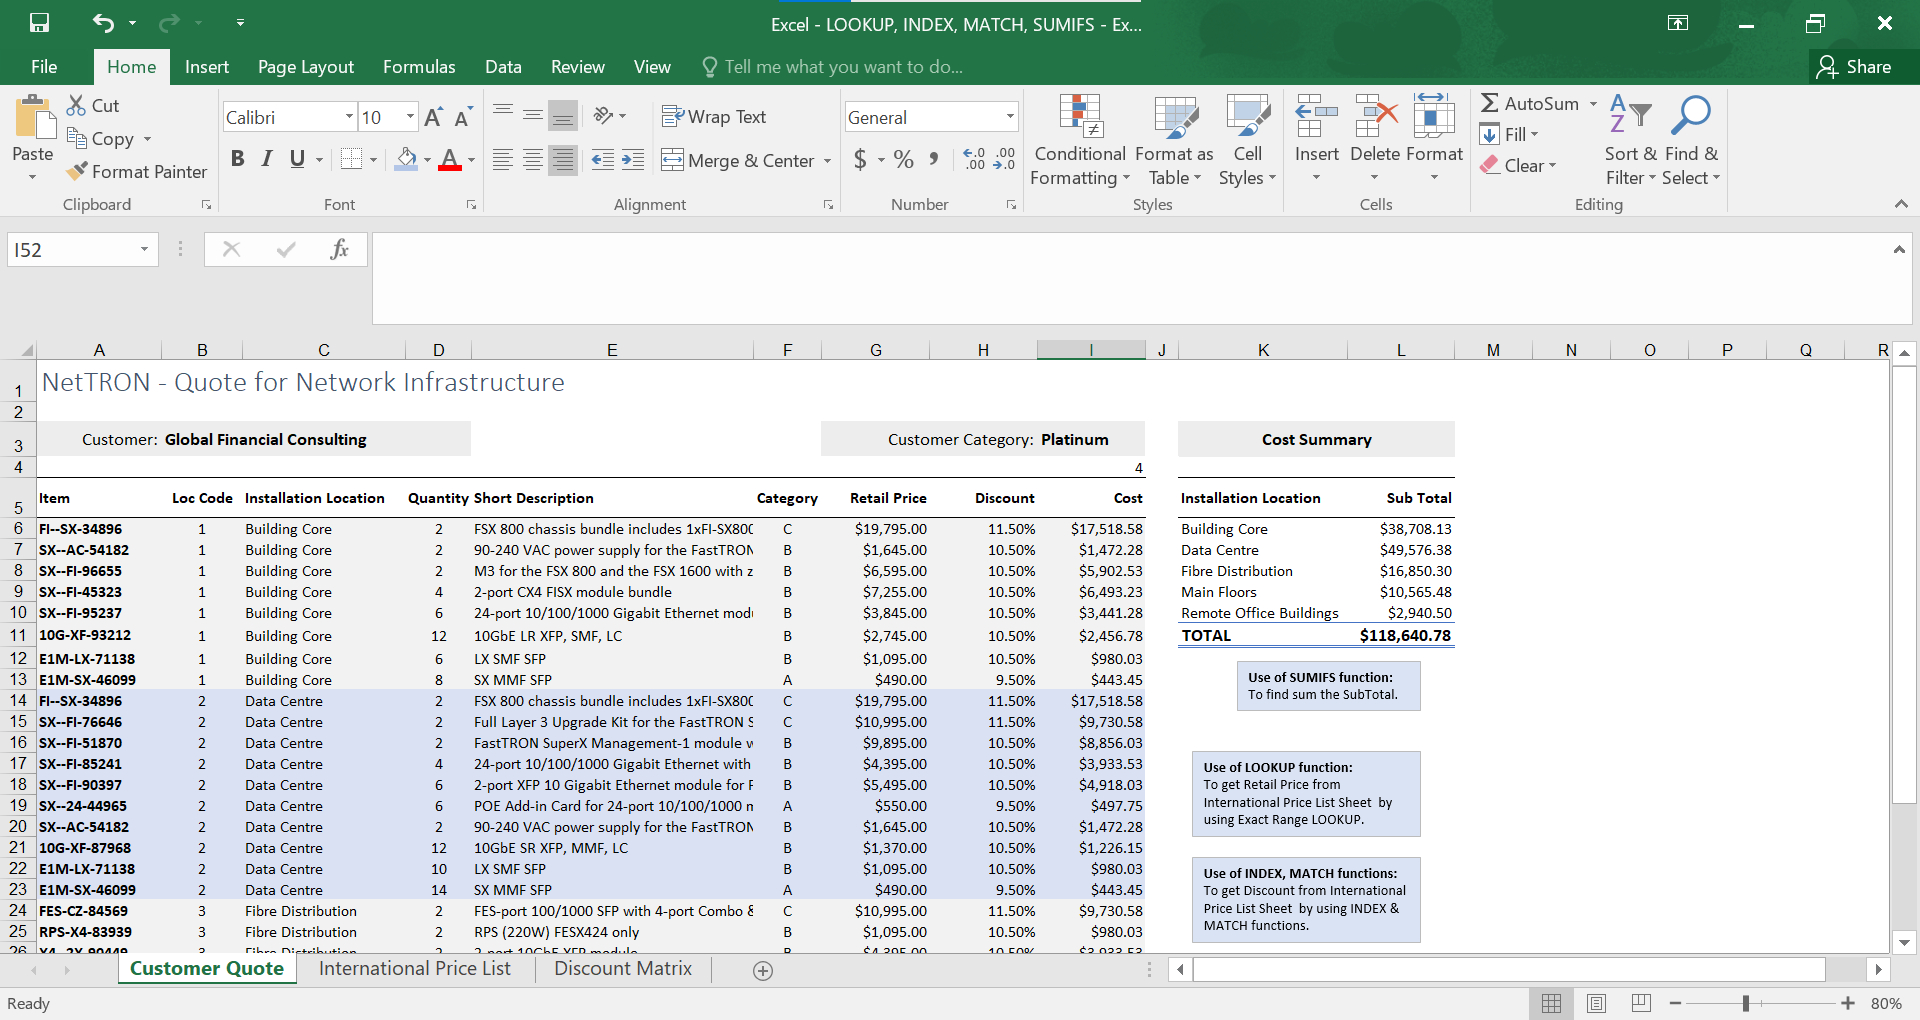 Excel - LOOKUP, INDEX, MATCH, SUMIFS - Ex...
File Home Insert Page Layout Formulas Data Review View Tell me what you want to do... Share
Paste
Cut
Copy
Format Painter
Clipboard
Calibri 10
B I U
Font
Wrap Text
Merge & Center
Alignment
General
$ % , .0 .00 .00 .0
Number
Conditional Formatting
Format as Table
Cell Styles
Styles
Insert Delete Format
Cells
AutoSum
Fill
Clear
Sort & Filter
Find & Select
Editing
I52 fx
A B C D E F G H I J K L M N O P Q R
1 NetTRON - Quote for Network Infrastructure
2
3 Customer: Global Financial Consulting Customer Category: Platinum Cost Summary
4 4
5 Item Loc Code Installation Location Quantity Short Description Category Retail Price Discount Cost Installation Location Sub Total
6 FI--SX-34896 1 Building Core 2 FSX 800 chassis bundle includes 1xFI-SX800 C $19,795.00 11.50% $17,518.58 Building Core $38,708.13
7 SX--AC-54182 1 Building Core 2 90-240 VAC power supply for the FastTRON B $1,645.00 10.50% $1,472.28 Data Centre $49,576.38
8 SX--FI-96655 1 Building Core 2 M3 for the FSX 800 and the FSX 1600 with z B $6,595.00 10.50% $5,902.53 Fibre Distribution $16,850.30
9 SX--FI-45323 1 Building Core 4 2-port CX4 FISX module bundle B $7,255.00 10.50% $6,493.23 Main Floors $10,565.48
10 SX--FI-95237 1 Building Core 6 24-port 10/100/1000 Gigabit Ethernet modu B $3,845.00 10.50% $3,441.28 Remote Office Buildings $2,940.50
11 10G-XF-93212 1 Building Core 12 10GbE LR XFP, SMF, LC B $2,745.00 10.50% $2,456.78 TOTAL $118,640.78
12 E1M-LX-71138 1 Building Core 6 LX SMF SFP B $1,095.00 10.50% $980.03
13 E1M-SX-46099 1 Building Core 8 SX MMF SFP A $490.00 9.50% $443.45
14 FI--SX-34896 2 Data Centre 2 FSX 800 chassis bundle includes 1xFI-SX800 C $19,795.00 11.50% $17,518.58
15 SX--FI-76646 2 Data Centre 2 Full Layer 3 Upgrade Kit for the FastTRON S C $10,995.00 11.50% $9,730.58
16 SX--FI-51870 2 Data Centre 2 FastTRON SuperX Management-1 module w B $9,895.00 10.50% $8,856.03
17 SX--FI-85241 2 Data Centre 4 24-port 10/100/1000 Gigabit Ethernet with B $4,395.00 10.50% $3,933.53
18 SX--FI-90397 2 Data Centre 6 2-port XFP 10 Gigabit Ethernet module for F B $5,495.00 10.50% $4,918.03
19 SX--24-44965 2 Data Centre 6 POE Add-in Card for 24-port 10/100/1000 m A $550.00 9.50% $497.75
20 SX--AC-54182 2 Data Centre 2 90-240 VAC power supply for the FastTRON B $1,645.00 10.50% $1,472.28
21 10G-XF-87968 2 Data Centre 12 10GbE SR XFP, MMF, LC B $1,370.00 10.50% $1,226.15
22 E1M-LX-71138 2 Data Centre 10 LX SMF SFP B $1,095.00 10.50% $980.03
23 E1M-SX-46099 2 Data Centre 14 SX MMF SFP A $490.00 9.50% $443.45
24 FES-CZ-84569 3 Fibre Distribution 2 FES-port 100/1000 SFP with 4-port Combo & C $10,995.00 11.50% $9,730.58
25 RPS-X4-83939 3 Fibre Distribution 2 RPS (220W) FESX424 only B $1,095.00 10.50% $980.03
Use of SUMIFS function:
To find sum the SubTotal.
Use of LOOKUP function:
To get Retail Price from
International Price List Sheet by
using Exact Range LOOKUP.
Use of INDEX, MATCH functions:
To get Discount from International
Price List Sheet by using INDEX &
MATCH functions.
Customer Quote International Price List Discount Matrix
Ready 80%